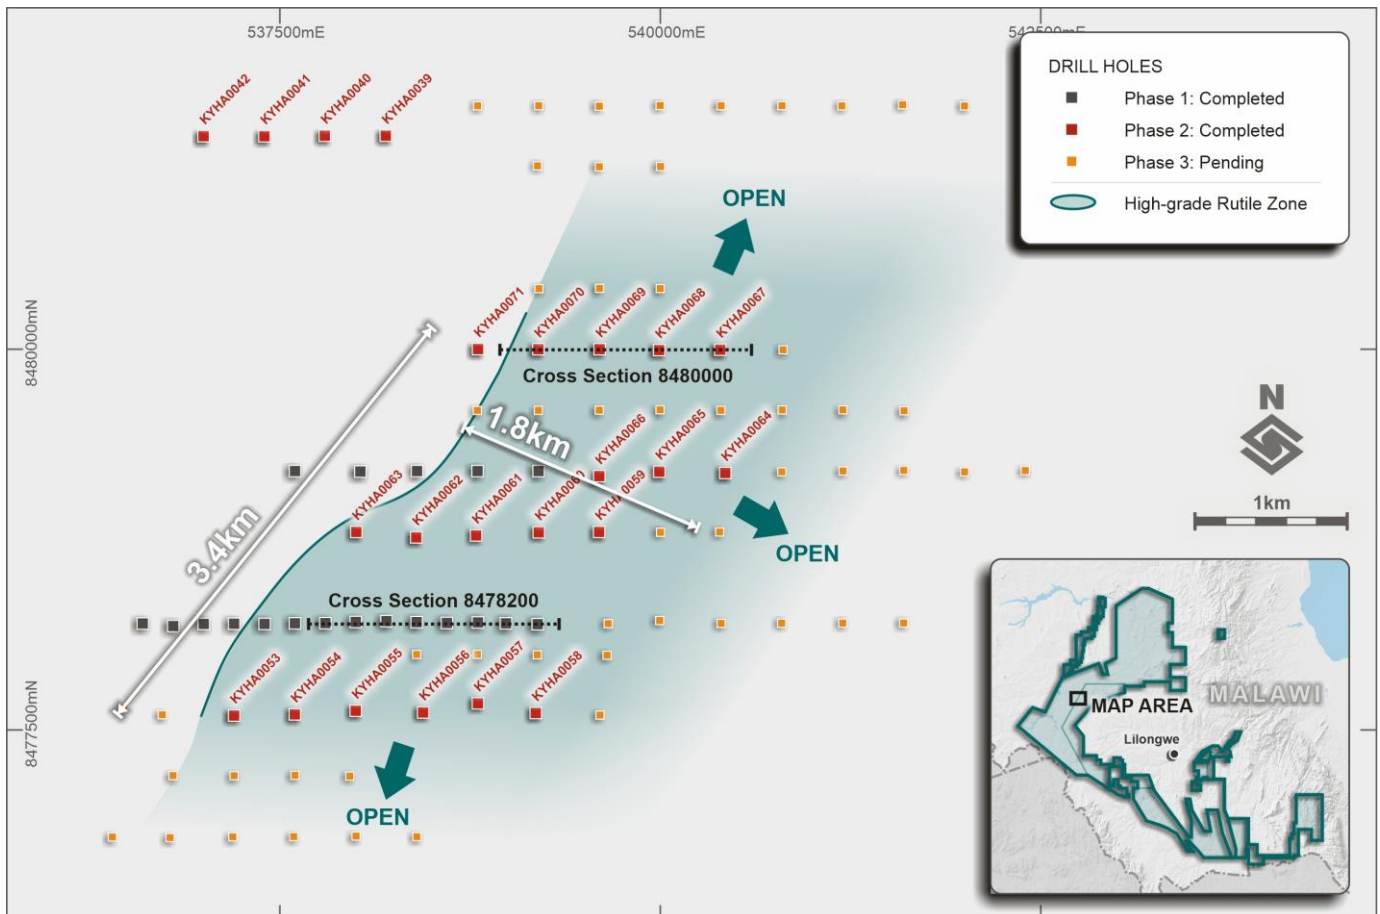 537500mE
540000mE
542500mE
KYHA0042
KYHA0041
KYHA0040
KYHA0039
DRILL HOLES
Phase 1: Completed
Phase 2: Completed
Phase 3: Pending
High-grade Rutile Zone
OPEN
8480000mN
KYHA0071
KYHA0070
KYHA0069
KYHA0068
KYHA0067
Cross Section 8480000
1.8km
KYHA0066
KYHA0065
KYHA0064
N
1km
KYHA0063
KYHA0062
KYHA0061
KYHA0060
KYHA0059
3.4km
OPEN
Cross Section 8478200
KYHA0053
KYHA0054
KYHA0055
KYHA0056
KYHA0057
KYHA0058
8477500mN
OPEN
MALAWI
MAP AREA
Lilongwe